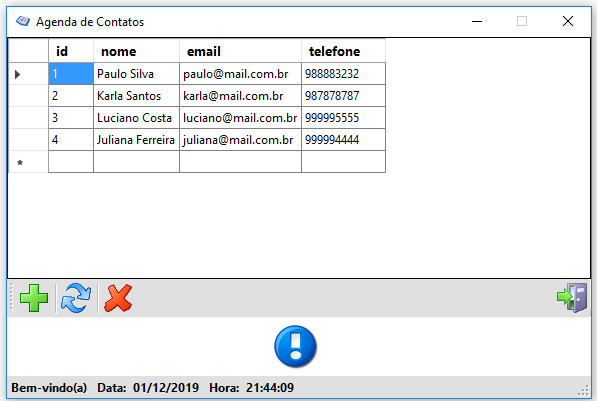 Agenda de Contatos
id nome email telefone
1 Paulo Silva paulo@mail.com.br 988883232
2 Karla Santos karla@mail.com.br 987878787
3 Luciano Costa luciano@mail.com.br 999995555
4 Juliana Ferreira juliana@mail.com.br 999994444
*
Bem-vindo(a) Data: 01/12/2019 Hora: 21:44:09